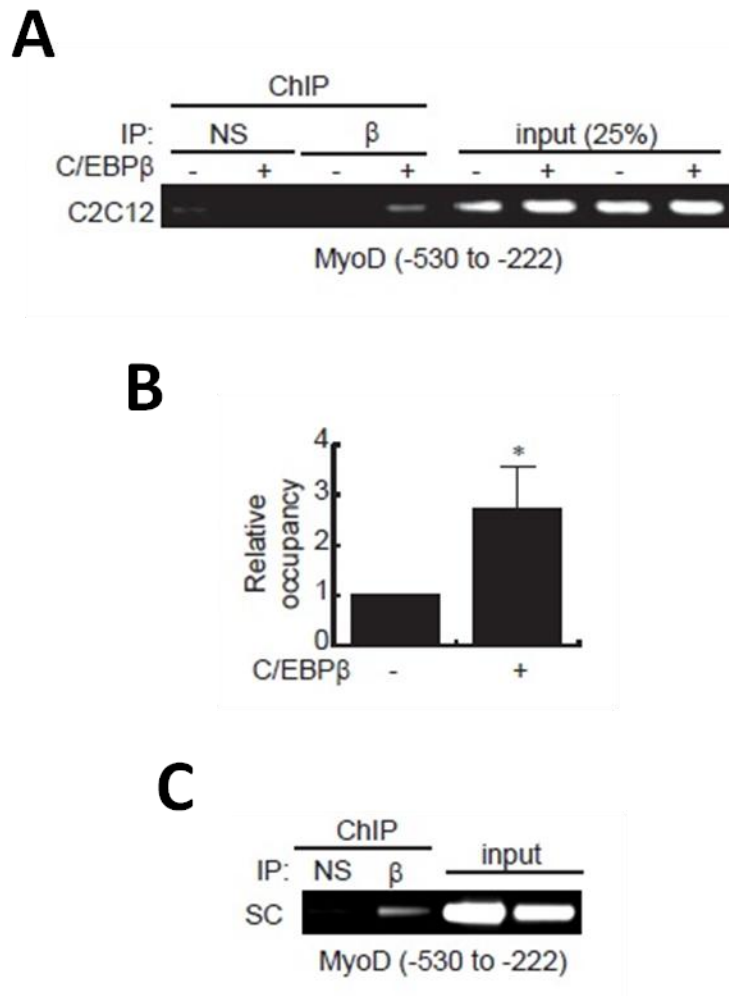 A
ChIP
IP: NS β input (25%)
C/EBPβ - + - + - + - +
C2C12
MyoD (-530 to -222)
B
4
3
2
1
0
Relative
occupancy
*
C/EBPβ - +
C
ChIP
IP: NS β input
SC
MyoD (-530 to -222)